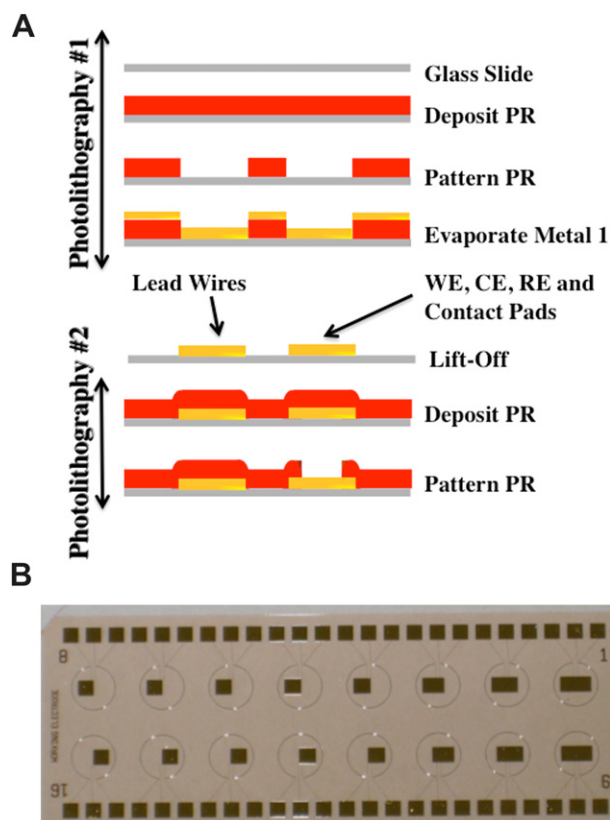 A
Photolithography #1
Glass Slide
Deposit PR
Pattern PR
Evaporate Metal 1
Lead Wires
WE, CE, RE and
Contact Pads
Photolithography #2
Lift-Off
Deposit PR
Pattern PR
B
8
1
16
9